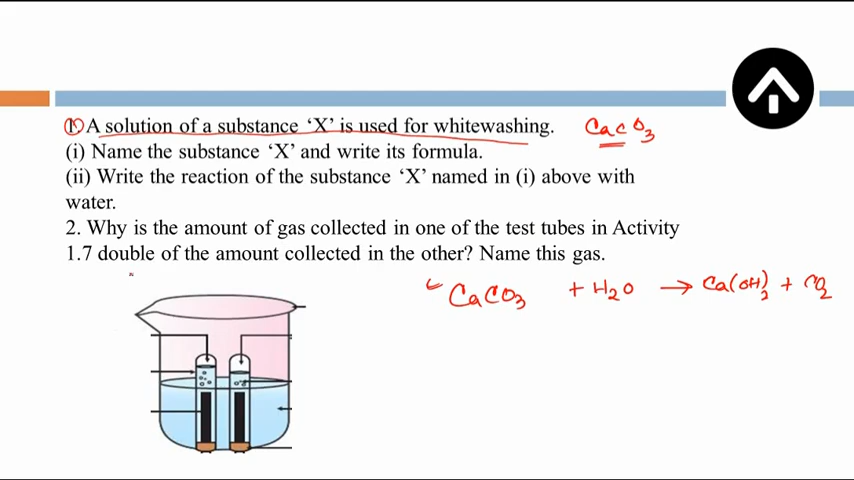 1. A solution of a substance ‘X’ is used for whitewashing. CaCO3
(i) Name the substance ‘X’ and write its formula.
(ii) Write the reaction of the substance ‘X’ named in (i) above with
water.
2. Why is the amount of gas collected in one of the test tubes in Activity
1.7 double of the amount collected in the other? Name this gas.
CaCO3 + H2O → Ca(OH)2 + CO2